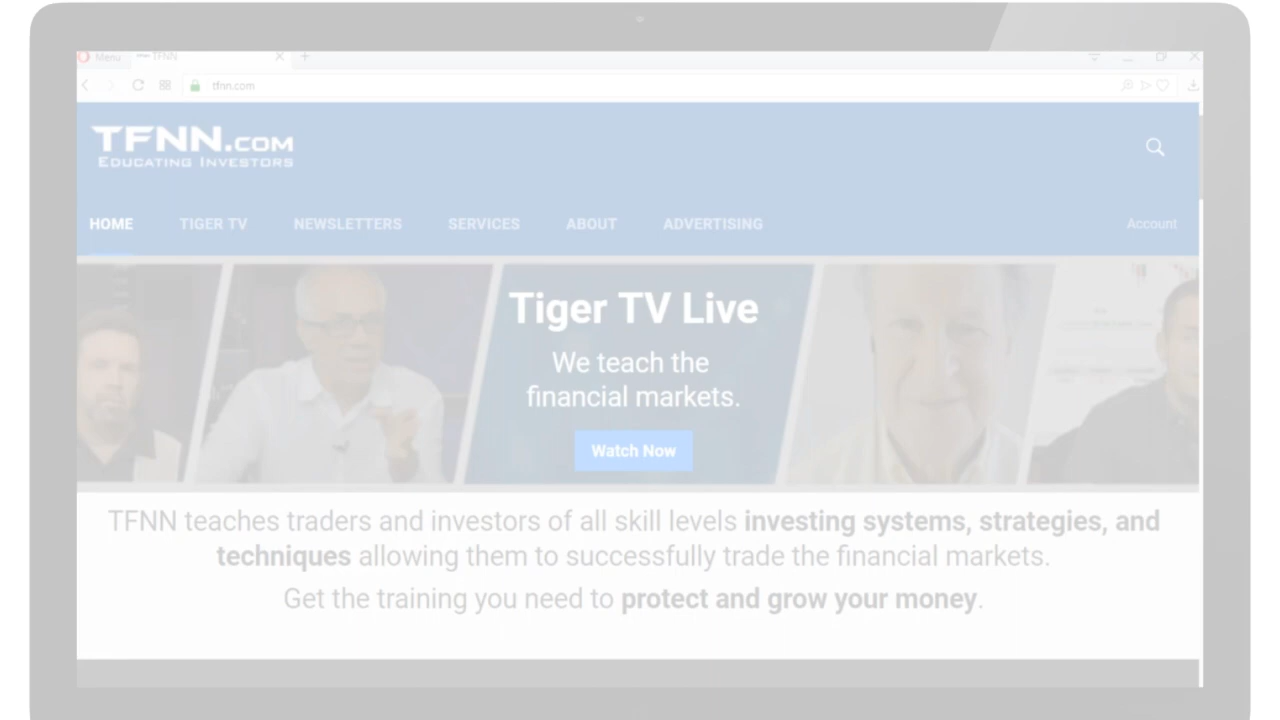 Menu
TFNN
tfnn.com
TFNN.COM
EDUCATING INVESTORS
HOME TIGER TV NEWSLETTERS SERVICES ABOUT ADVERTISING Account
Tiger TV Live
We teach the
financial markets.
Watch Now
TFNN teaches traders and investors of all skill levels investing systems, strategies, and
techniques allowing them to successfully trade the financial markets.
Get the training you need to protect and grow your money.